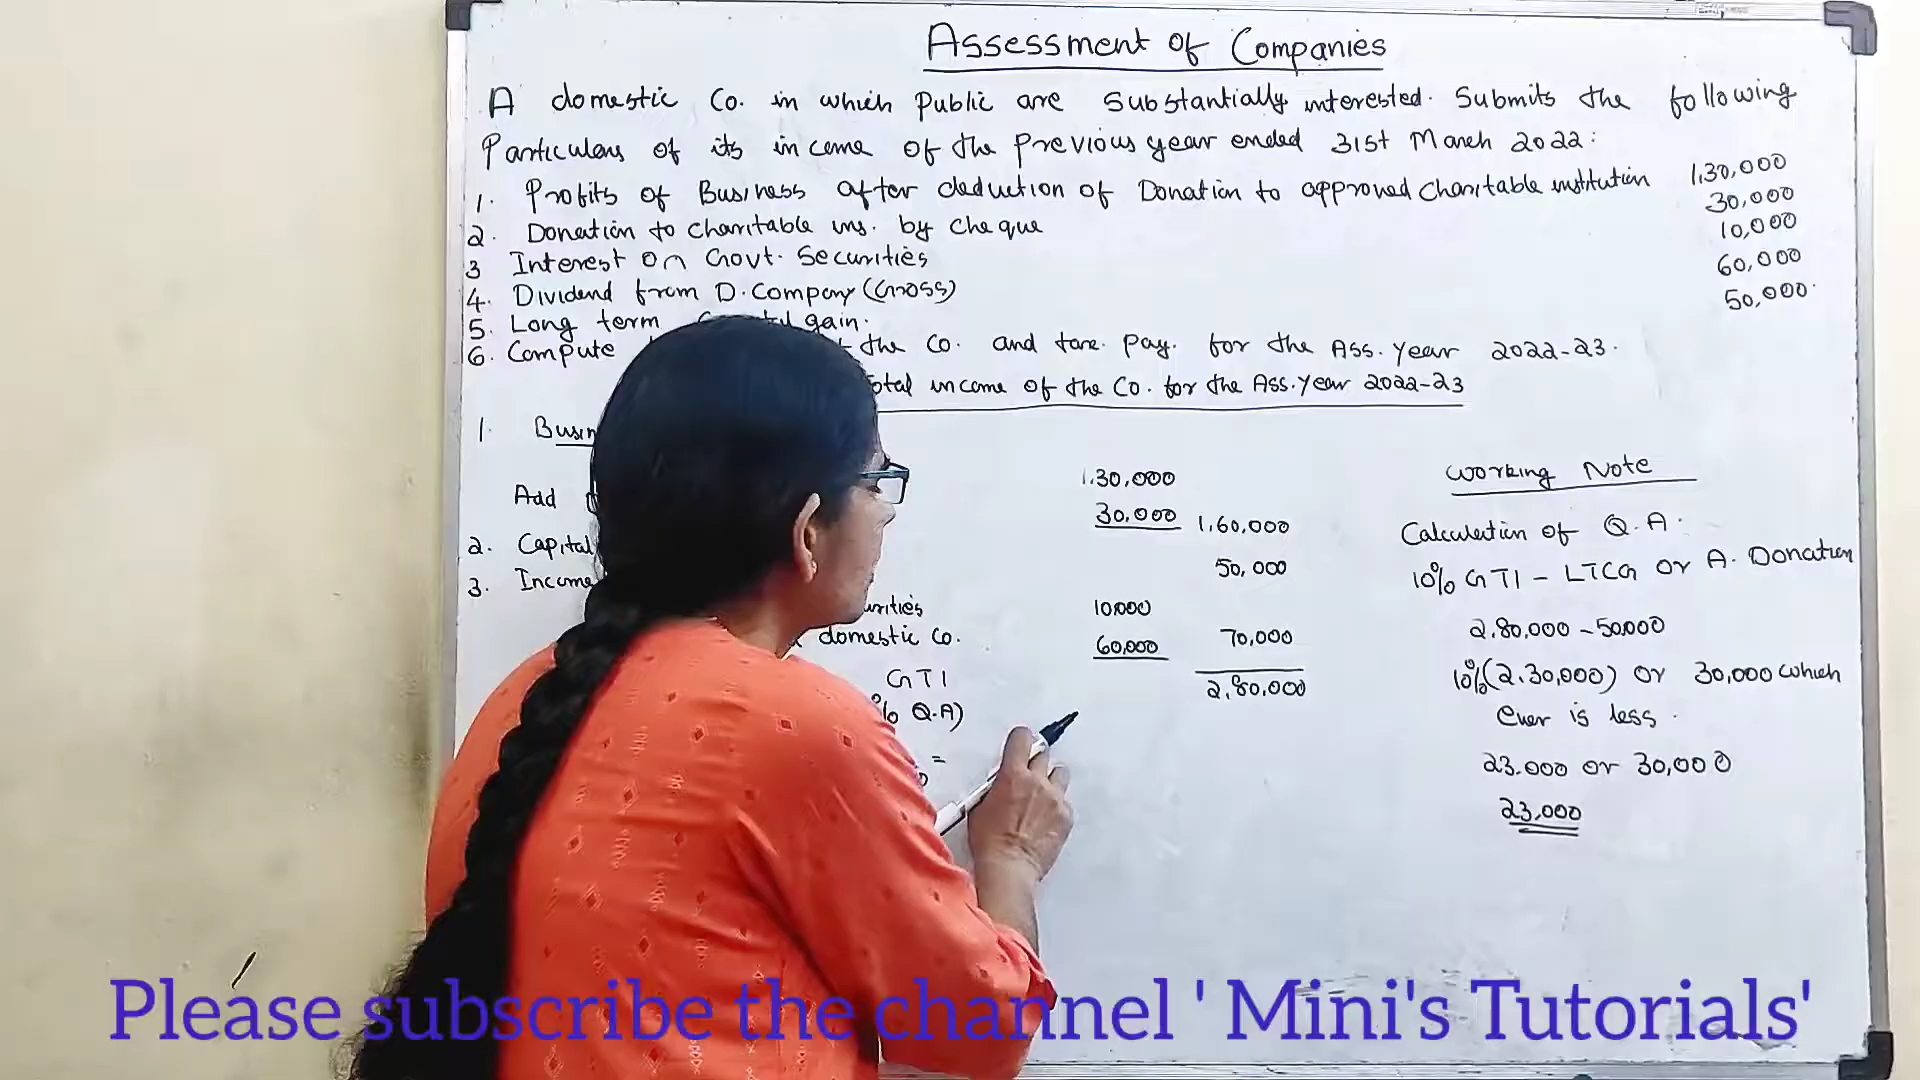 Assessment of Companies
A domestic Co. in which Public are Substantially interested. Submits the following
Particulars of its income of the Previous year ended 31st March 2022:
1. Profits of Business after deduction of Donation to approved Charitable institution 1,30,000
2. Donation to Charitable ins. by cheque 30,000
3 Interest on Govt. Securities 10,000
4. Dividend from D. Company (Gross) 60,000
5. Long term gain. 50,000.
6. Compute the Co. and tax. Pay. for the Ass. Year 2022-23.
total income of the Co. for the Ass. Year 2022-23
1. Busin
1,30,000
Add 30,000 1,60,000
2. Capital 50,000
3. Income
urities 10,000
domestic Co. 60,000 70,000
GTI 2,80,000
% Q.A)
=
Working Note
Calculation of Q.A.
10% GTI - LTCG or A. Donation
2,80,000 - 50,000
10% (2,30,000) or 30,000 which
ever is less.
23,000 or 30,000
23,000
Please subscribe the channel ' Mini's Tutorials'